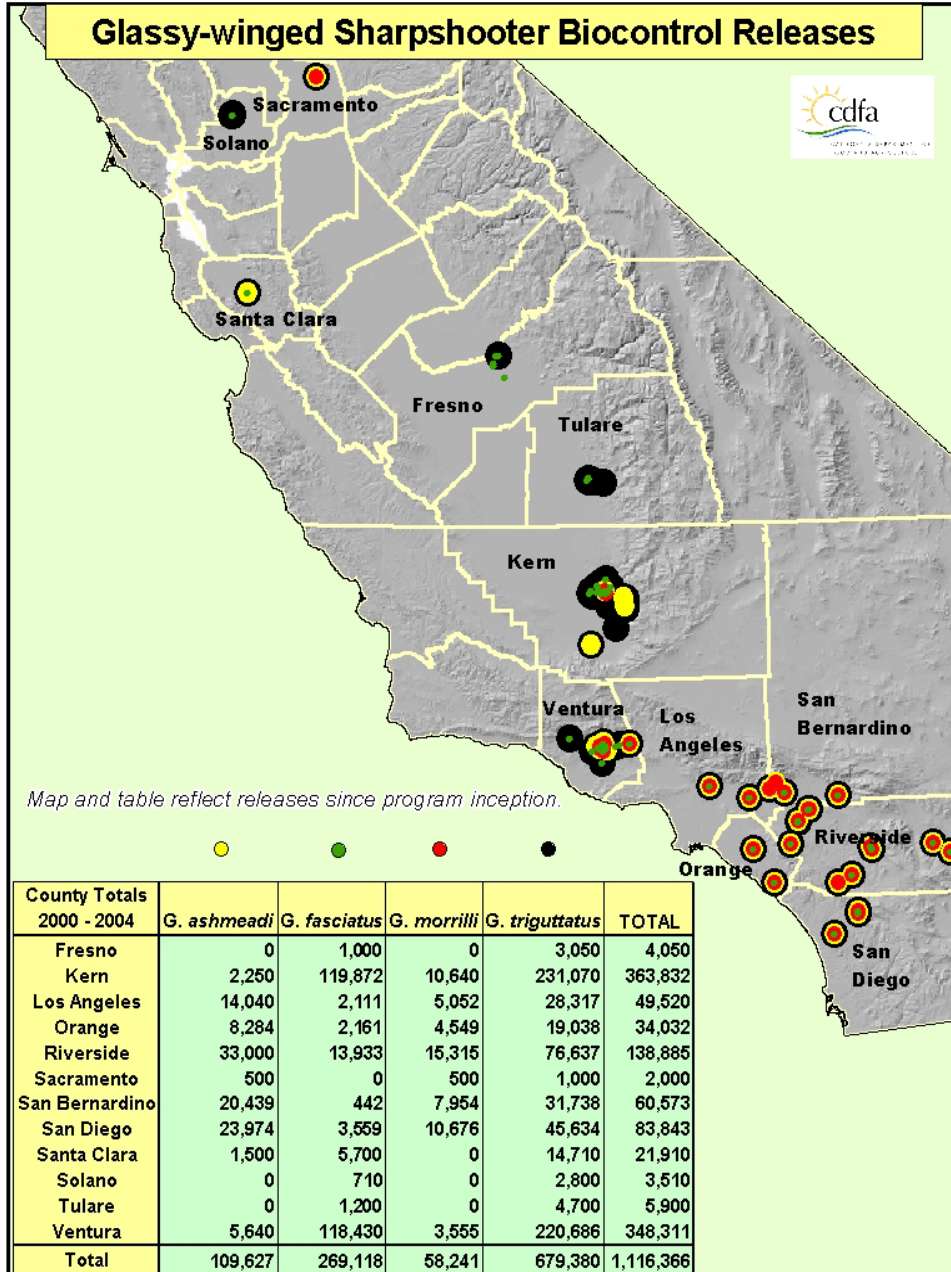 Glassy-winged Sharpshooter Biocontrol Releases
cdfa
Sacramento
Solano
Santa Clara
Fresno
Tulare
Kern
Ventura
Los
Angeles
San
Bernardino
Map and table reflect releases since program inception.
Riverside
Orange
San
Diego
County Totals
2000 - 2004 G. ashmeadi G. fasciatus G. morrilli G. triguttatus TOTAL
Fresno 0 1,000 0 3,050 4,050
Kern 2,250 119,872 10,640 231,070 363,832
Los Angeles 14,040 2,111 5,052 28,317 49,520
Orange 8,284 2,161 4,549 19,038 34,032
Riverside 33,000 13,933 15,315 76,637 138,885
Sacramento 500 0 500 1,000 2,000
San Bernardino 20,439 442 7,954 31,738 60,573
San Diego 23,974 3,559 10,676 45,634 83,843
Santa Clara 1,500 5,700 0 14,710 21,910
Solano 0 710 0 2,800 3,510
Tulare 0 1,200 0 4,700 5,900
Ventura 5,640 118,430 3,555 220,686 348,311
Total 109,627 269,118 58,241 679,380 1,116,366